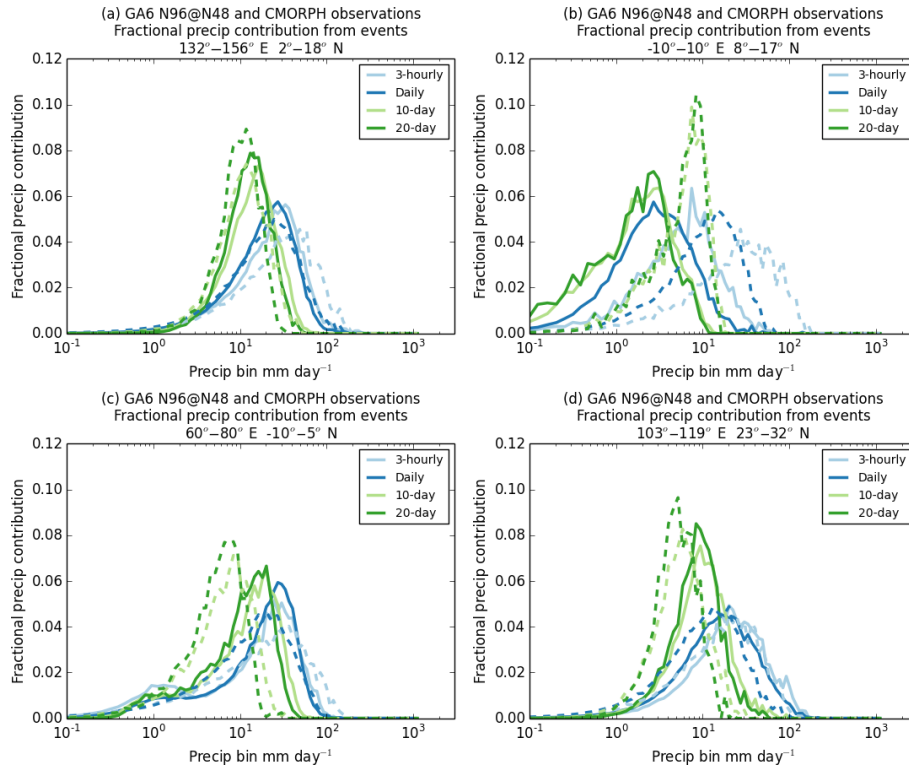 (a) GA6 N96@N48 and CMORPH observations
Fractional precip contribution from events
132°−156° E 2°−18° N
0.12
0.10
0.08
0.06
0.04
0.02
0.00
Fractional precip contribution
3-hourly
Daily
10-day
20-day
10⁻¹ 10⁰ 10¹ 10² 10³
Precip bin mm day⁻¹
(b) GA6 N96@N48 and CMORPH observations
Fractional precip contribution from events
-10°−10° E 8°−17° N
0.12
0.10
0.08
0.06
0.04
0.02
0.00
Fractional precip contribution
3-hourly
Daily
10-day
20-day
10⁻¹ 10⁰ 10¹ 10² 10³
Precip bin mm day⁻¹
(c) GA6 N96@N48 and CMORPH observations
Fractional precip contribution from events
60°−80° E -10°−5° N
0.12
0.10
0.08
0.06
0.04
0.02
0.00
Fractional precip contribution
3-hourly
Daily
10-day
20-day
10⁻¹ 10⁰ 10¹ 10² 10³
Precip bin mm day⁻¹
(d) GA6 N96@N48 and CMORPH observations
Fractional precip contribution from events
103°−119° E 23°−32° N
0.12
0.10
0.08
0.06
0.04
0.02
0.00
Fractional precip contribution
3-hourly
Daily
10-day
20-day
10⁻¹ 10⁰ 10¹ 10² 10³
Precip bin mm day⁻¹